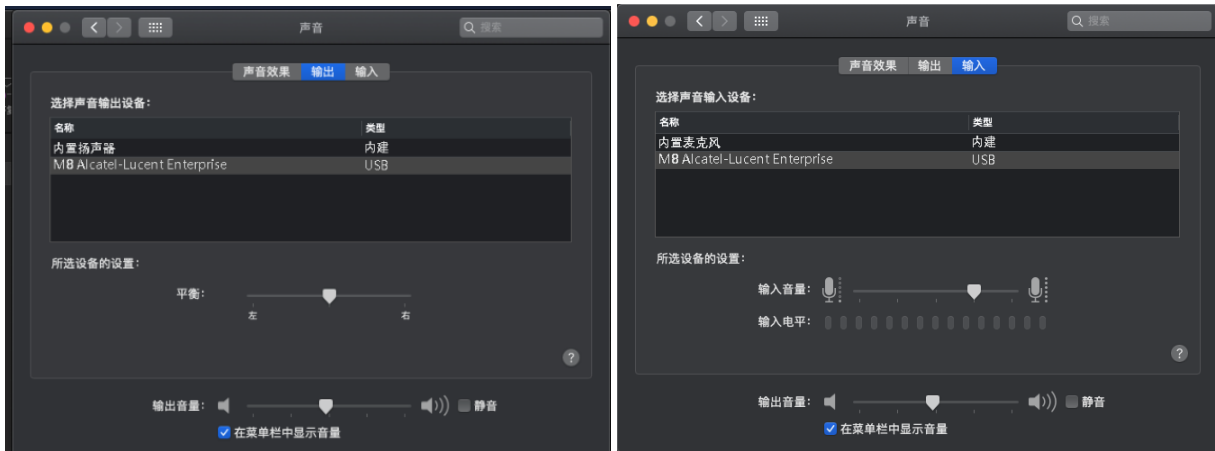 声音
搜索
声音效果 输出 输入
选择声音输出设备：
名称 类型
内置扬声器 内建
M8 Alcatel-Lucent Enterprise USB
所选设备的设置：
平衡：
左 右
?
输出音量： 静音
在菜单栏中显示音量
声音
搜索
声音效果 输出 输入
选择声音输入设备：
名称 类型
内置麦克风 内建
M8 Alcatel-Lucent Enterprise USB
所选设备的设置：
输入音量：
输入电平：
?
输出音量： 静音
在菜单栏中显示音量